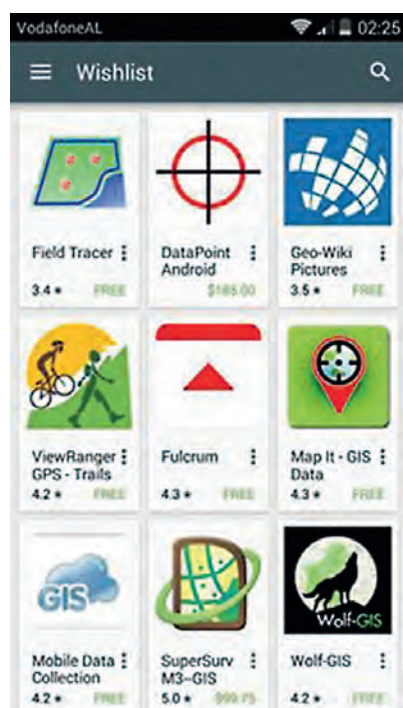 VodafoneAL 02:25
Wishlist
Field Tracer
3.4 ★ FREE
DataPoint
Android
$185.00
Geo-Wiki
Pictures
3.5 ★ FREE
ViewRanger
GPS - Trails
4.2 ★ FREE
Fulcrum
4.3 ★ FREE
Map It - GIS
Data
4.3 ★ FREE
GIS
Mobile Data
Collection
4.2 ★ FREE
SuperSurv
M3–GIS
5.0 ★
Wolf-GIS
Wolf-GIS
4.2 ★ FREE